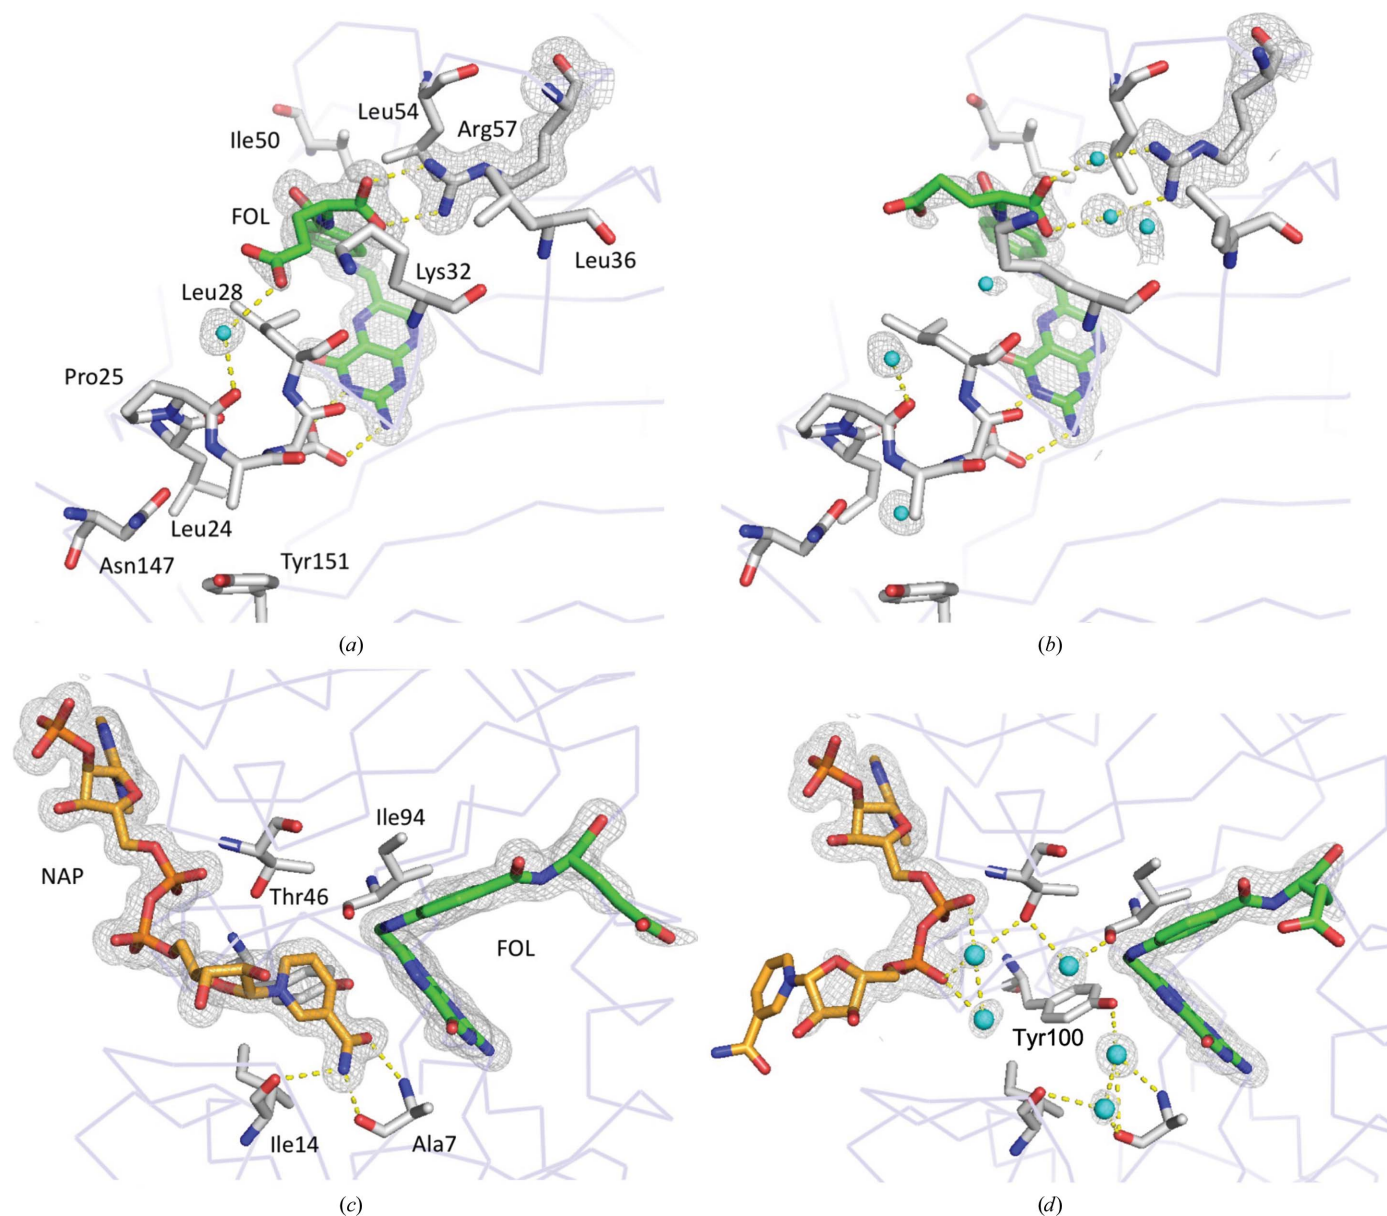 Leu54
Arg57
Ile50
FOL
Leu36
Lys32
Leu28
Pro25
Leu24
Asn147
Tyr151
(a)
(b)
Ile94
NAP
Thr46
FOL
Ile14
Ala7
Tyr100
(c)
(d)